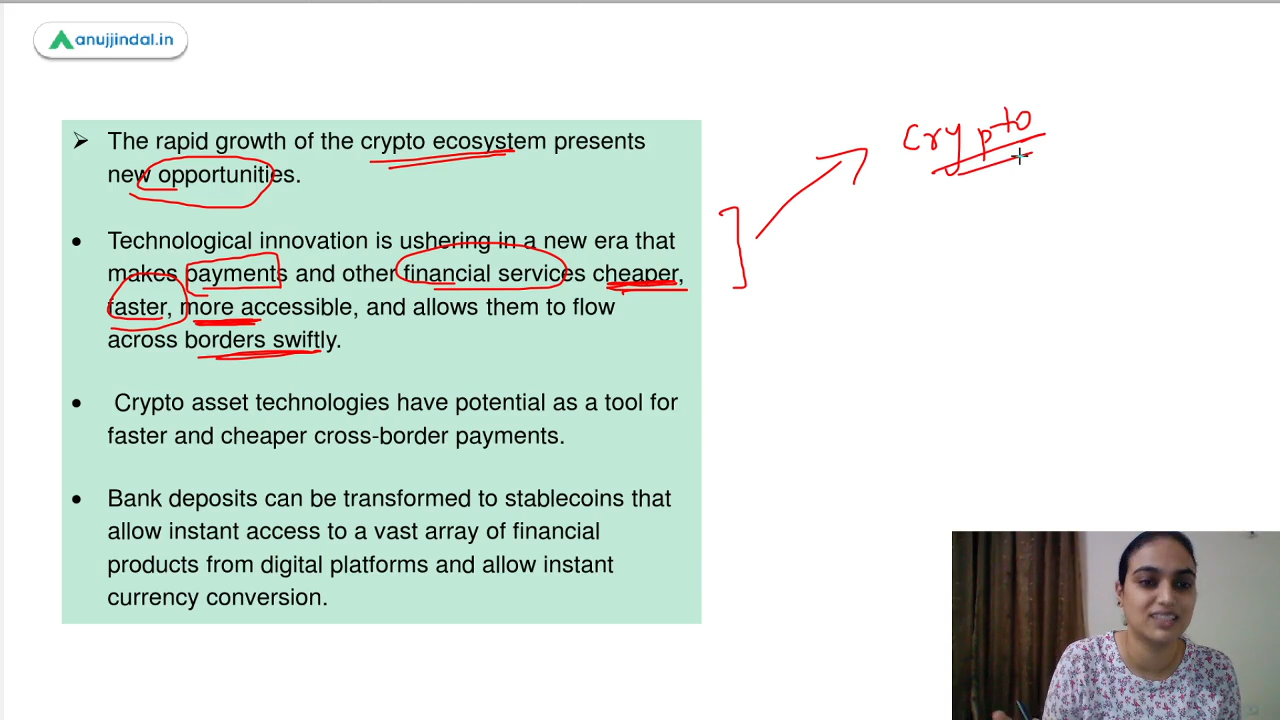 anujjindal.in
➢ The rapid growth of the crypto ecosystem presents
new opportunities.
• Technological innovation is ushering in a new era that
makes payments and other financial services cheaper,
faster, more accessible, and allows them to flow
across borders swiftly.
• Crypto asset technologies have potential as a tool for
faster and cheaper cross-border payments.
• Bank deposits can be transformed to stablecoins that
allow instant access to a vast array of financial
products from digital platforms and allow instant
currency conversion.
Crypto